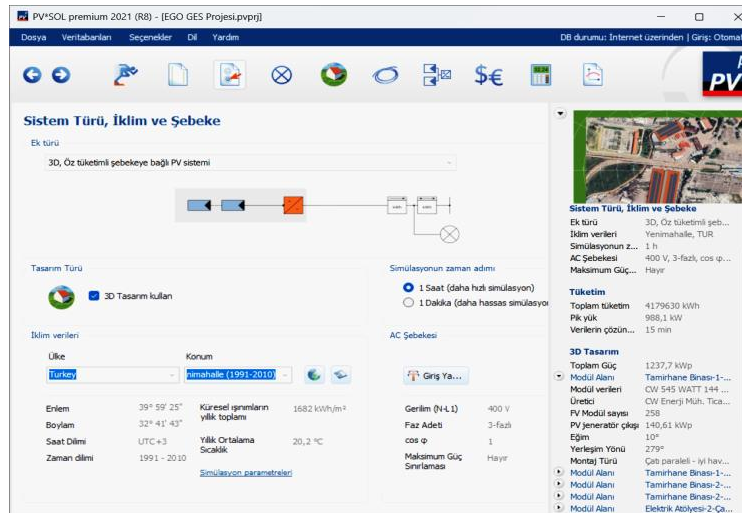 PV*SOL premium 2021 (R8) - [EGO GES Projesi.pvprj]
Dosya Veritabanları Seçenekler Dil Yardım
DB durumu: İnternet üzerinden | Giriş: Otomat
PV
Sistem Türü, İklim ve Şebeke
Ek türü
3D, Öz tüketimli şebekeye bağlı PV sistemi
Tasarım Türü
3D Tasarım kullan
Simülasyonun zaman adımı
1 Saat (daha hızlı simülasyon)
1 Dakika (daha hassas simülasyo
İklim verileri
Ülke Konum
Turkey nimahalle (1991-2010)
Enlem 39° 59' 25" Küresel ışınımların yıllık toplamı 1682 kWh/m²
Boylam 32° 41' 43"
Saat Dilimi UTC+3 Yıllık Ortalama Sıcaklık 20,2 °C
Zaman dilimi 1991 - 2010
Simülasyon parametreleri
AC Şebekesi
Giriş Ya...
Gerilim (N-L1) 400 V
Faz Adeti 3-fazlı
cos φ 1
Maksimum Güç Sınırlaması Hayır
Sistem Türü, İklim ve Şebeke
Ek türü 3D, Öz tüketimli şeb...
İklim verileri Yenimahalle, TUR
Simülasyonun z... 1 h
AC Şebekesi 400 V, 3-fazlı, cos φ...
Maksimum Güç... Hayır
Tüketim
Toplam tüketim 4179630 kWh
Pik yük 988,1 kW
Verilerin çözün... 15 min
3D Tasarım
Toplam Güç 1237,7 kWp
Modül Alanı Tamirhane Binası-1-...
Modül verileri CW 545 WATT 144 ...
Üretici CW Enerji Müh. Tica...
FV Modül sayısı 258
PV jeneratör çıkışı 140,61 kWp
Eğim 10°
Yerleşim Yönü 279°
Montaj Türü Çatı paraleli - iyi hav...
Modül Alanı Tamirhane Binası-1-...
Modül Alanı Tamirhane Binası-2-...
Modül Alanı Tamirhane Binası-2-...
Modül Alanı Elektrik Atölyesi-2-Ça...